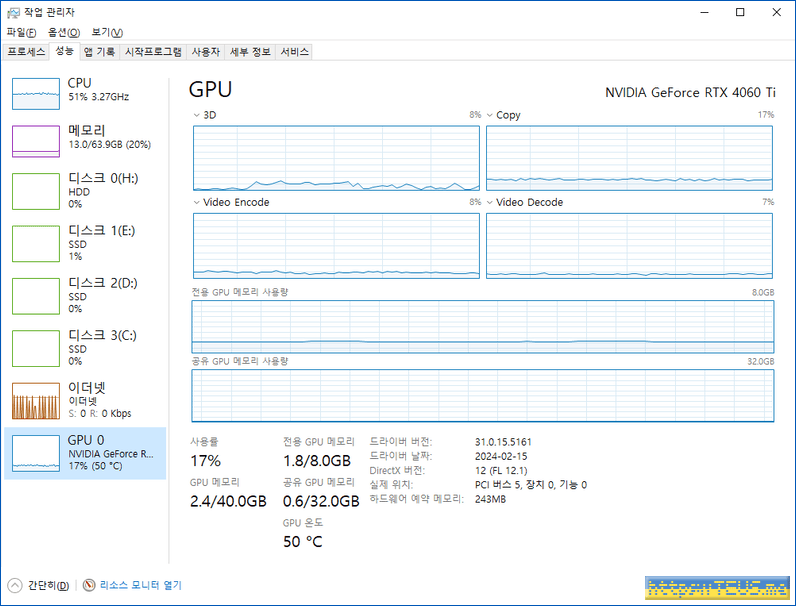 작업 관리자
파일(F) 옵션(O) 보기(V)
프로세스 성능 앱 기록 시작프로그램 사용자 세부 정보 서비스
CPU
51% 3.27GHz
메모리
13.0/63.9GB (20%)
디스크 0(H:)
HDD
0%
디스크 1(E:)
SSD
1%
디스크 2(D:)
SSD
0%
디스크 3(C:)
SSD
0%
이더넷
이더넷
S: 0 R: 0 Kbps
GPU 0
NVIDIA GeForce R...
17% (50 °C)
GPU
NVIDIA GeForce RTX 4060 Ti
3D 8% Copy 17%
Video Encode 8% Video Decode 7%
전용 GPU 메모리 사용량 8.0GB
공유 GPU 메모리 사용량 32.0GB
사용률
17%
GPU 메모리
2.4/40.0GB
전용 GPU 메모리
1.8/8.0GB
공유 GPU 메모리
0.6/32.0GB
GPU 온도
50 °C
드라이버 버전: 31.0.15.5161
드라이버 날짜: 2024-02-15
DirectX 버전: 12 (FL 12.1)
실제 위치: PCI 버스 5, 장치 0, 기능 0
하드웨어 예약 메모리: 243MB
간단히(D) 리소스 모니터 열기